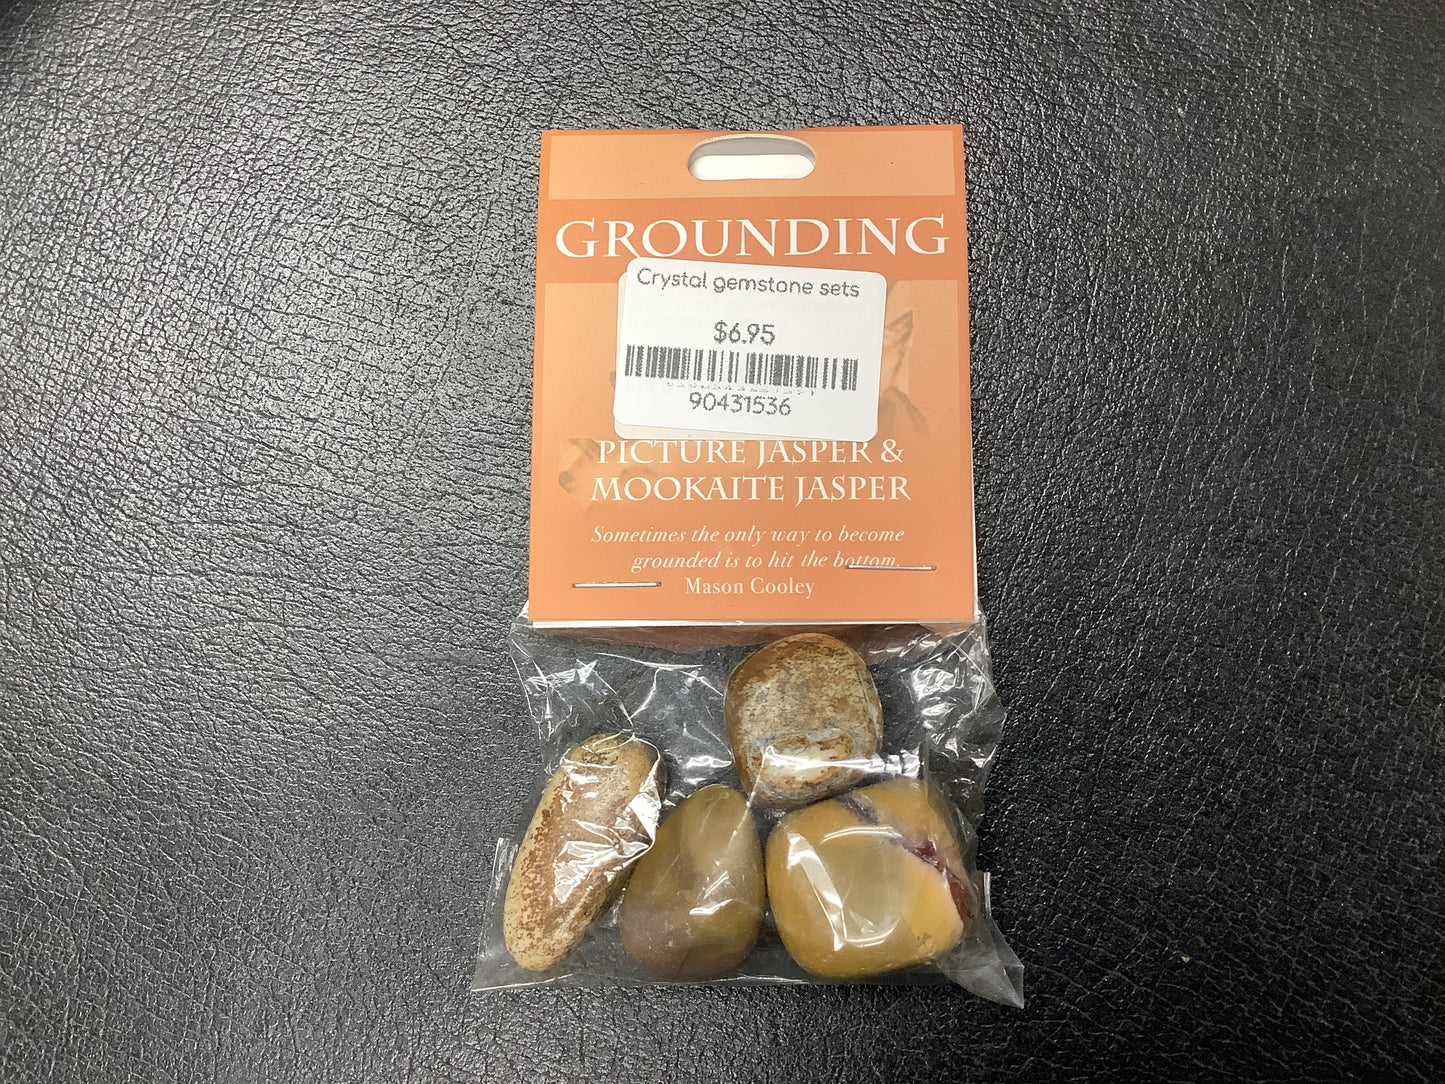 GROUNDING
Crystal gemstone sets
$6.95
90431536
PICTURE JASPER &
MOOKAITE JASPER
Sometimes the only way to become
grounded is to hit the bottom.
Mason Cooley